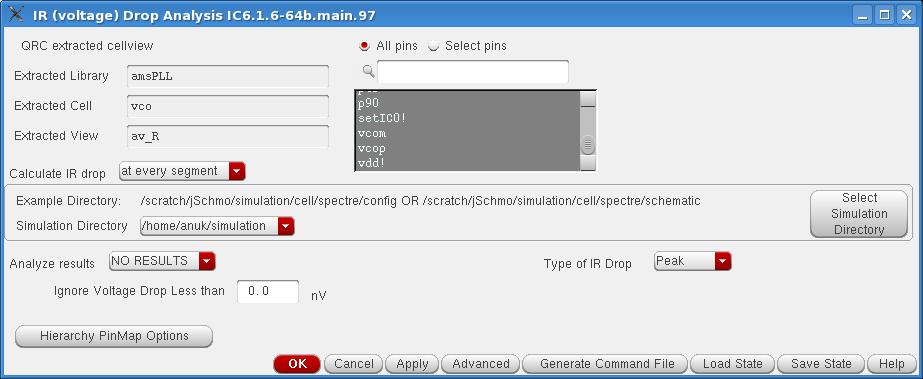 IR (voltage) Drop Analysis IC6.1.6-64b.main.97
QRC extracted cellview
All pins
Select pins
Extracted Library
amsPLL
Extracted Cell
vco
Extracted View
av_R
p90
setICO!
vcom
vcop
vdd!
Calculate IR drop
at every segment
Example Directory:
/scratch/jSchmo/simulation/cell/spectre/config OR /scratch/jSchmo/simulation/cell/spectre/schematic
Simulation Directory
/home/anuk/simulation
Select
Simulation
Directory
Analyze results
NO RESULTS
Type of IR Drop
Peak
Ignore Voltage Drop Less than
0.0
nV
Hierarchy PinMap Options
OK
Cancel
Apply
Advanced
Generate Command File
Load State
Save State
Help